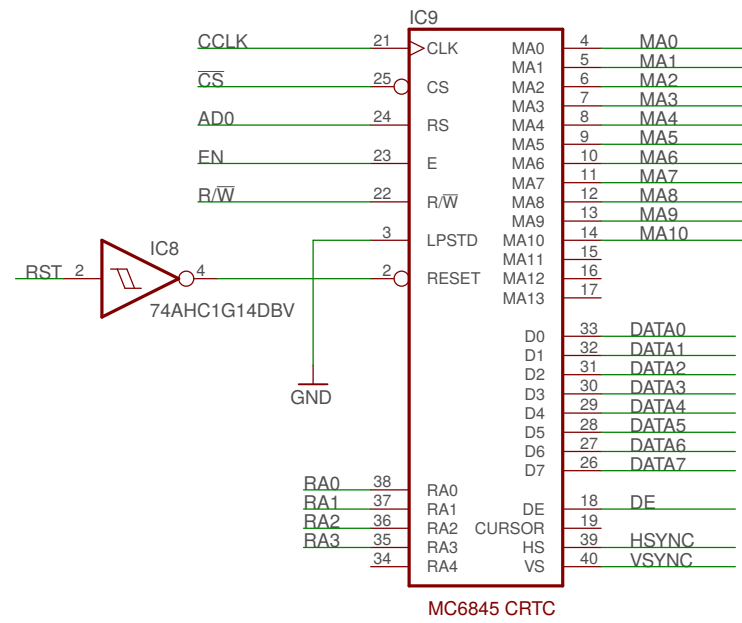 IC9
CCLK 21 CLK MA0 4 MA0
MA1 5 MA1
C̅S̅ 25 CS MA2 6 MA2
MA3 7 MA3
AD0 24 RS MA4 8 MA4
MA5 9 MA5
EN 23 E MA6 10 MA6
MA7 11 MA7
R/W̅ 22 R/W̅ MA8 12 MA8
MA9 13 MA9
3 LPSTD MA10 14 MA10
IC8 MA11 15
RST 2 4 2 RESET MA12 16
74AHC1G14DBV MA13 17
D0 33 DATA0
D1 32 DATA1
D2 31 DATA2
GND D3 30 DATA3
D4 29 DATA4
D5 28 DATA5
D6 27 DATA6
D7 26 DATA7
RA0 38 RA0
RA1 37 RA1 DE 18 DE
RA2 36 RA2 CURSOR 19
RA3 35 RA3 HS 39 HSYNC
34 RA4 VS 40 VSYNC
MC6845 CRTC